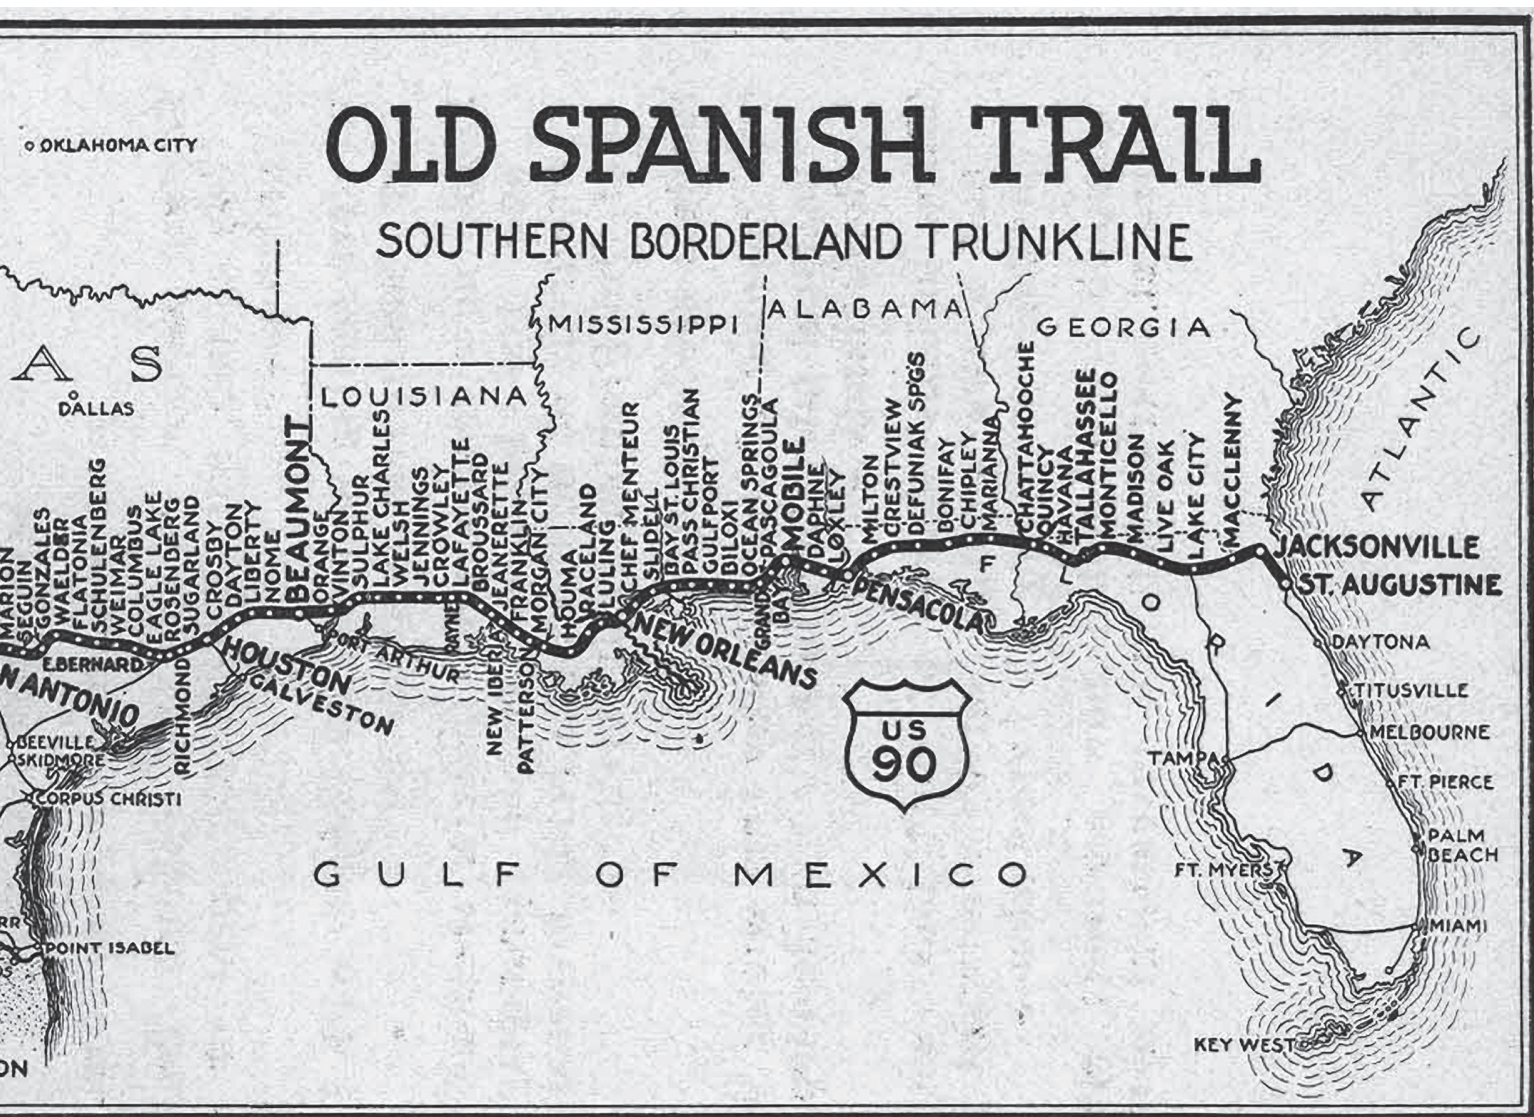 OLD SPANISH TRAIL
SOUTHERN BORDERLAND TRUNKLINE
OKLAHOMA CITY
A S
DALLAS
LOUISIANA
MISSISSIPPI
ALABAMA
GEORGIA
ATLANTIC
MARION
SEGUIN
GONZALES
WAELDER
FLATONIA
SCHULENBERG
WEIMAR
COLUMBUS
EAGLE LAKE
ROSENBERG
SUGARLAND
CROSBY
DAYTON
LIBERTY
NOME
BEAUMONT
ORANGE
VINTON
SULPHUR
LAKE CHARLES
WELSH
JENNINGS
CROWLEY
LAFAYETTE
BROUSSARD
JEANERETTE
FRANKLIN
MORGAN CITY
HOUMA
RACELAND
LULING
CHEF MENTEUR
SLIDELL
BAY ST. LOUIS
PASS CHRISTIAN
GULFPORT
BILOXI
OCEAN SPRINGS
PASCAGOULA
MOBILE
DAPHNE
LOXLEY
MILTON
CRESTVIEW
DEFUNIAK SPGS
BONIFAY
CHIPLEY
MARIANNA
CHATTAHOOCHE
QUINCY
HAVANA
TALLAHASSEE
MONTICELLO
MADISON
LIVE OAK
LAKE CITY
MACCLENNY
JACKSONVILLE
ST. AUGUSTINE
N ANTONIO
E.BERNARD
RICHMOND
HOUSTON
GALVESTON
PORT ARTHUR
RAYNE
NEW IBERIA
PATTERSON
NEW ORLEANS
GRAND
BAY
PENSACOLA
F L O R I D A
DAYTONA
TITUSVILLE
MELBOURNE
FT. PIERCE
PALM
BEACH
MIAMI
TAMPA
FT. MYERS
KEY WEST
US
90
BEEVILLE
SKIDMORE
CORPUS CHRISTI
POINT ISABEL
GULF OF MEXICO
ON